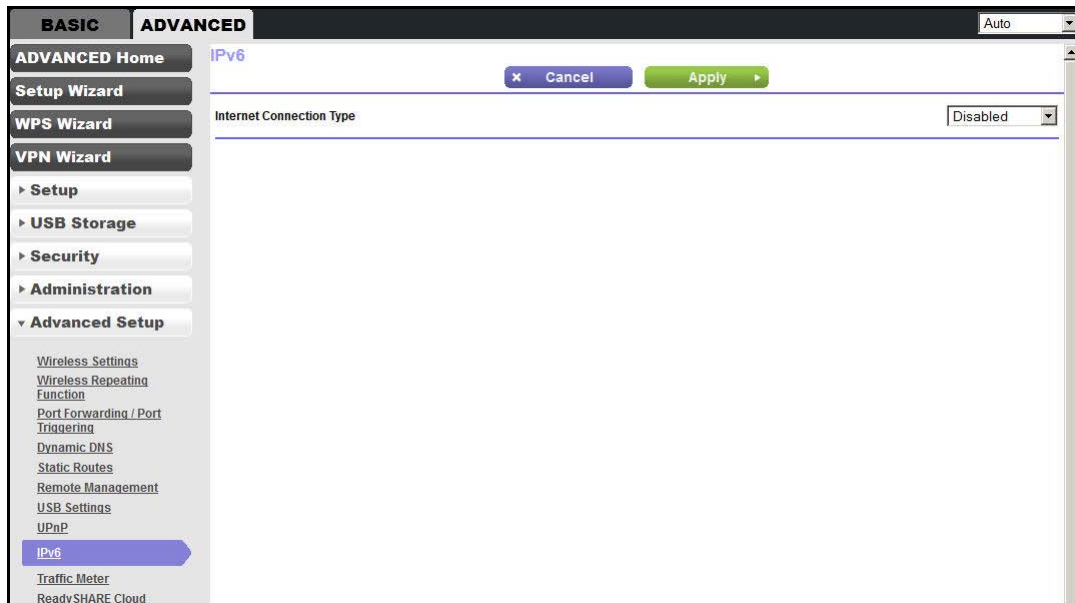 BASIC
ADVANCED
Auto
ADVANCED Home
Setup Wizard
WPS Wizard
VPN Wizard
Setup
USB Storage
Security
Administration
Advanced Setup
Wireless Settings
Wireless Repeating
Function
Port Forwarding / Port
Triggering
Dynamic DNS
Static Routes
Remote Management
USB Settings
UPnP
IPv6
Traffic Meter
ReadySHARE Cloud
IPv6
Cancel
Apply
Internet Connection Type
Disabled